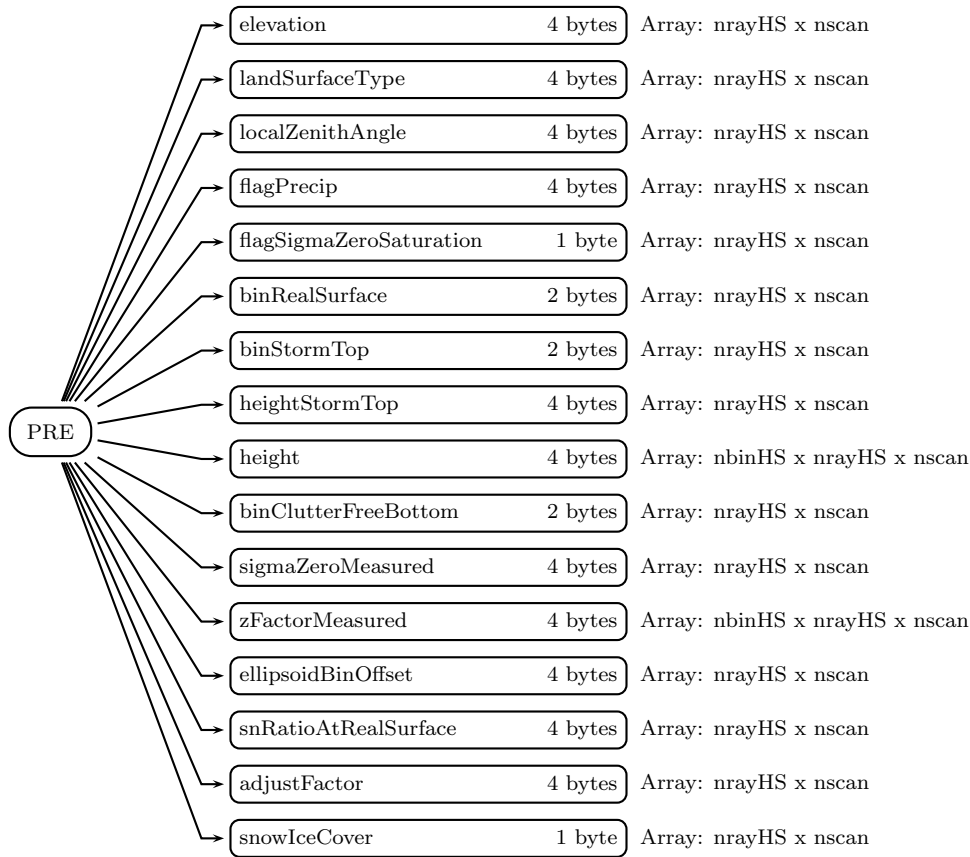 elevation 4 bytes Array: nrayHS x nscan
landSurfaceType 4 bytes Array: nrayHS x nscan
localZenithAngle 4 bytes Array: nrayHS x nscan
flagPrecip 4 bytes Array: nrayHS x nscan
flagSigmaZeroSaturation 1 byte Array: nrayHS x nscan
binRealSurface 2 bytes Array: nrayHS x nscan
binStormTop 2 bytes Array: nrayHS x nscan
heightStormTop 4 bytes Array: nrayHS x nscan
PRE
height 4 bytes Array: nbinHS x nrayHS x nscan
binClutterFreeBottom 2 bytes Array: nrayHS x nscan
sigmaZeroMeasured 4 bytes Array: nrayHS x nscan
zFactorMeasured 4 bytes Array: nbinHS x nrayHS x nscan
ellipsoidBinOffset 4 bytes Array: nrayHS x nscan
snRatioAtRealSurface 4 bytes Array: nrayHS x nscan
adjustFactor 4 bytes Array: nrayHS x nscan
snowIceCover 1 byte Array: nrayHS x nscan